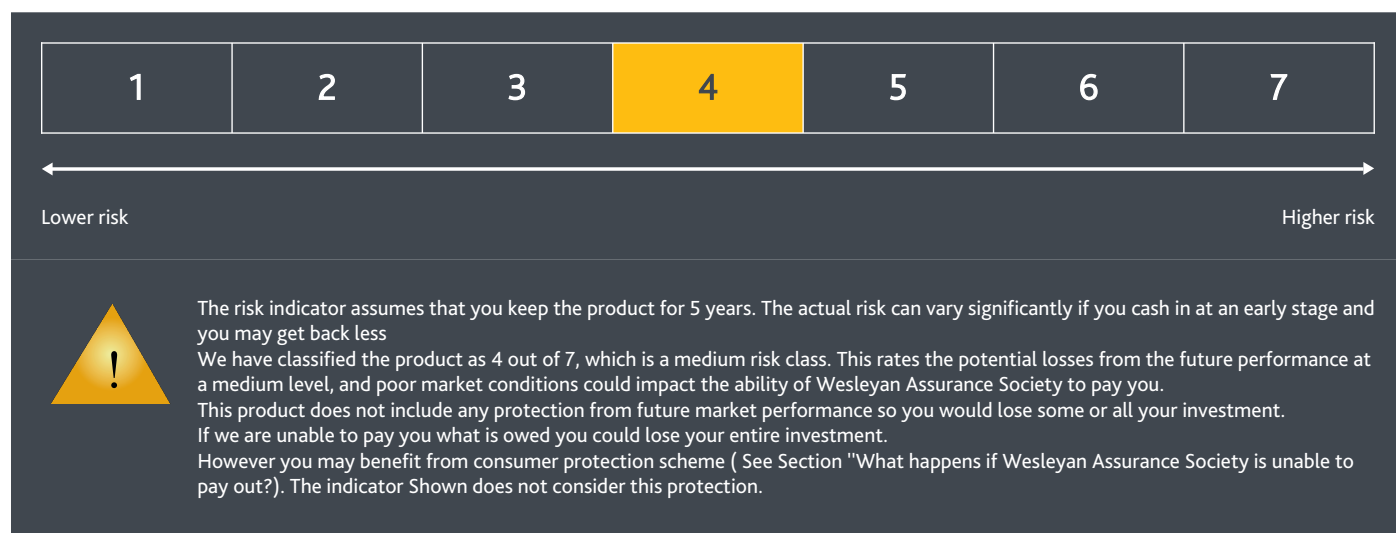 1 2 3 4 5 6 7
Lower risk Higher risk
!
The risk indicator assumes that you keep the product for 5 years. The actual risk can vary significantly if you cash in at an early stage and
you may get back less
We have classified the product as 4 out of 7, which is a medium risk class. This rates the potential losses from the future performance at
a medium level, and poor market conditions could impact the ability of Wesleyan Assurance Society to pay you.
This product does not include any protection from future market performance so you would lose some or all your investment.
If we are unable to pay you what is owed you could lose your entire investment.
However you may benefit from consumer protection scheme ( See Section "What happens if Wesleyan Assurance Society is unable to
pay out?). The indicator Shown does not consider this protection.